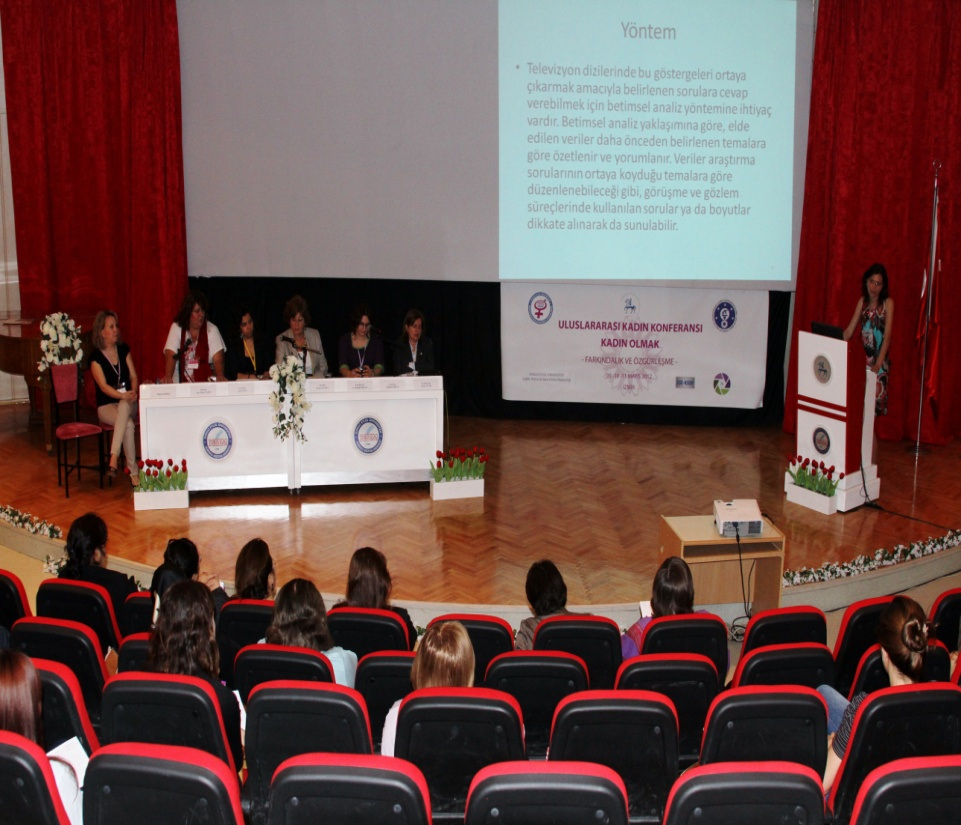 Yöntem
• Televizyon dizilerinde bu göstergeleri ortaya
çıkarmak amacıyla belirlenen sorulara cevap
verebilmek için betimsel analiz yöntemine ihtiyaç
vardır. Betimsel analiz yaklaşımına göre, elde
edilen veriler daha önceden belirlenen temalara
göre özetlenir ve yorumlanır. Veriler araştırma
sorularının ortaya koyduğu temalara göre
düzenlenebileceği gibi, görüşme ve gözlem
süreçlerinde kullanılan sorular ya da boyutlar
dikkate alınarak da sunulabilir.
ULUSLARARASI KADIN KONFERANSI
KADIN OLMAK
- FARKINDALIK VE ÖZGÜRLEŞME -